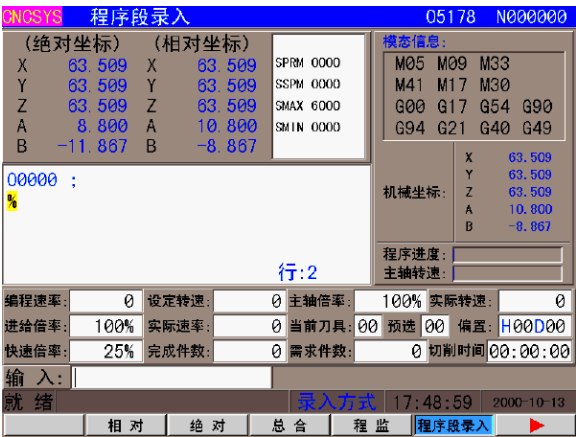 CNCSYS 程序段录入 O5178 N000000
(绝对坐标) (相对坐标)
X 63.509 X 63.509
Y 63.509 Y 63.509
Z 63.509 Z 63.509
A 8.800 A 10.800
B -11.867 B -8.867
SPRM 0000
SSPM 0000
SMAX 6000
SMIN 0000
模态信息:
M05 M09 M33
M41 M17 M30
G00 G17 G54 G90
G94 G21 G40 G49
机械坐标:
X 63.509
Y 63.509
Z 63.509
A 10.800
B -8.867
O0000 ;
%
行:2
程序进度:
主轴转速:
编程速率: 0 设定转速: 0 主轴倍率: 100% 实际转速: 0
进给倍率: 100% 实际速率: 0 当前刀具: 00 预选 00 偏置: H00D00
快速倍率: 25% 完成件数: 0 需求件数: 0 切削时间 00:00:00
输 入:
就 绪 录入方式 17:48:59 2000-10-13
相 对 绝 对 总 合 程 监 程序段录入